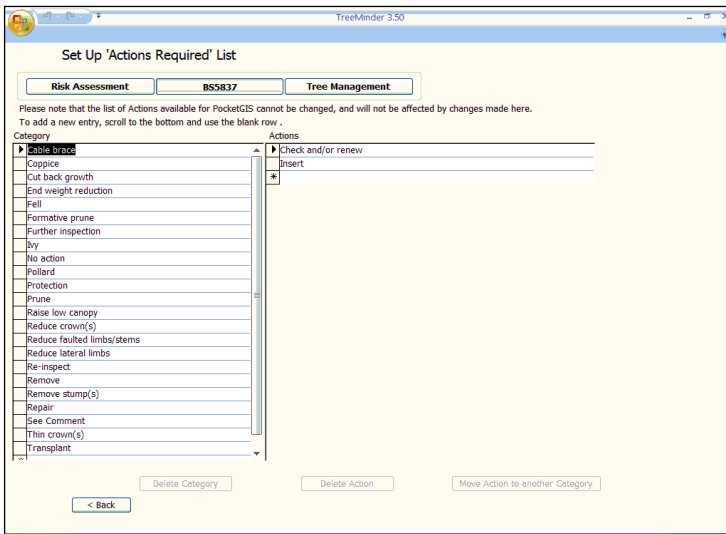 TreeMinder 3.50
Set Up 'Actions Required' List
Risk Assessment BS5837 Tree Management
Please note that the list of Actions available for PocketGIS cannot be changed, and will not be affected by changes made here.
To add a new entry, scroll to the bottom and use the blank row .
Category Actions
Cable brace Check and/or renew
Coppice Insert
Cut back growth
End weight reduction
Fell
Formative prune
Further inspection
Ivy
No action
Pollard
Protection
Prune
Raise low canopy
Reduce crown(s)
Reduce faulted limbs/stems
Reduce lateral limbs
Re-inspect
Remove
Remove stump(s)
Repair
See Comment
Thin crown(s)
Transplant
Delete Category Delete Action Move Action to another Category
< Back